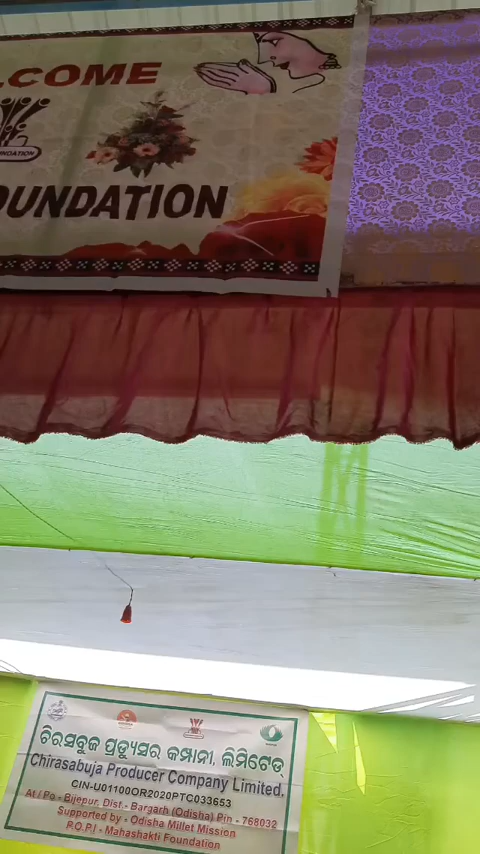 COME
OUNDATION
ଚିରସବୁଜ ପ୍ରଡ୍ୟୁସର କମ୍ପାନୀ ଲିମିଟେଡ୍
Chirasabuja Producer Company Limited.
CIN-U01100OR2020PTC033653
At / Po - Bijepur, Dist - Bargarh (Odisha) Pin - 768032
Supported by - Odisha Millet Mission
P.O.P.I - Mahashakti Foundation